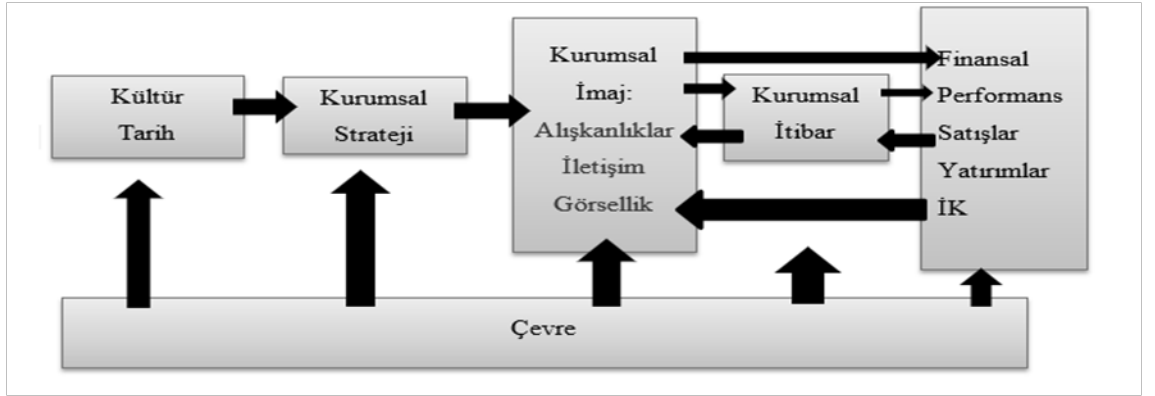 Kültür
Tarih
Kurumsal
Strateji
Kurumsal
İmaj:
Alışkanlıklar
İletişim
Görsellik
Kurumsal
İtibar
Finansal
Performans
Satışlar
Yatırımlar
İK
Çevre